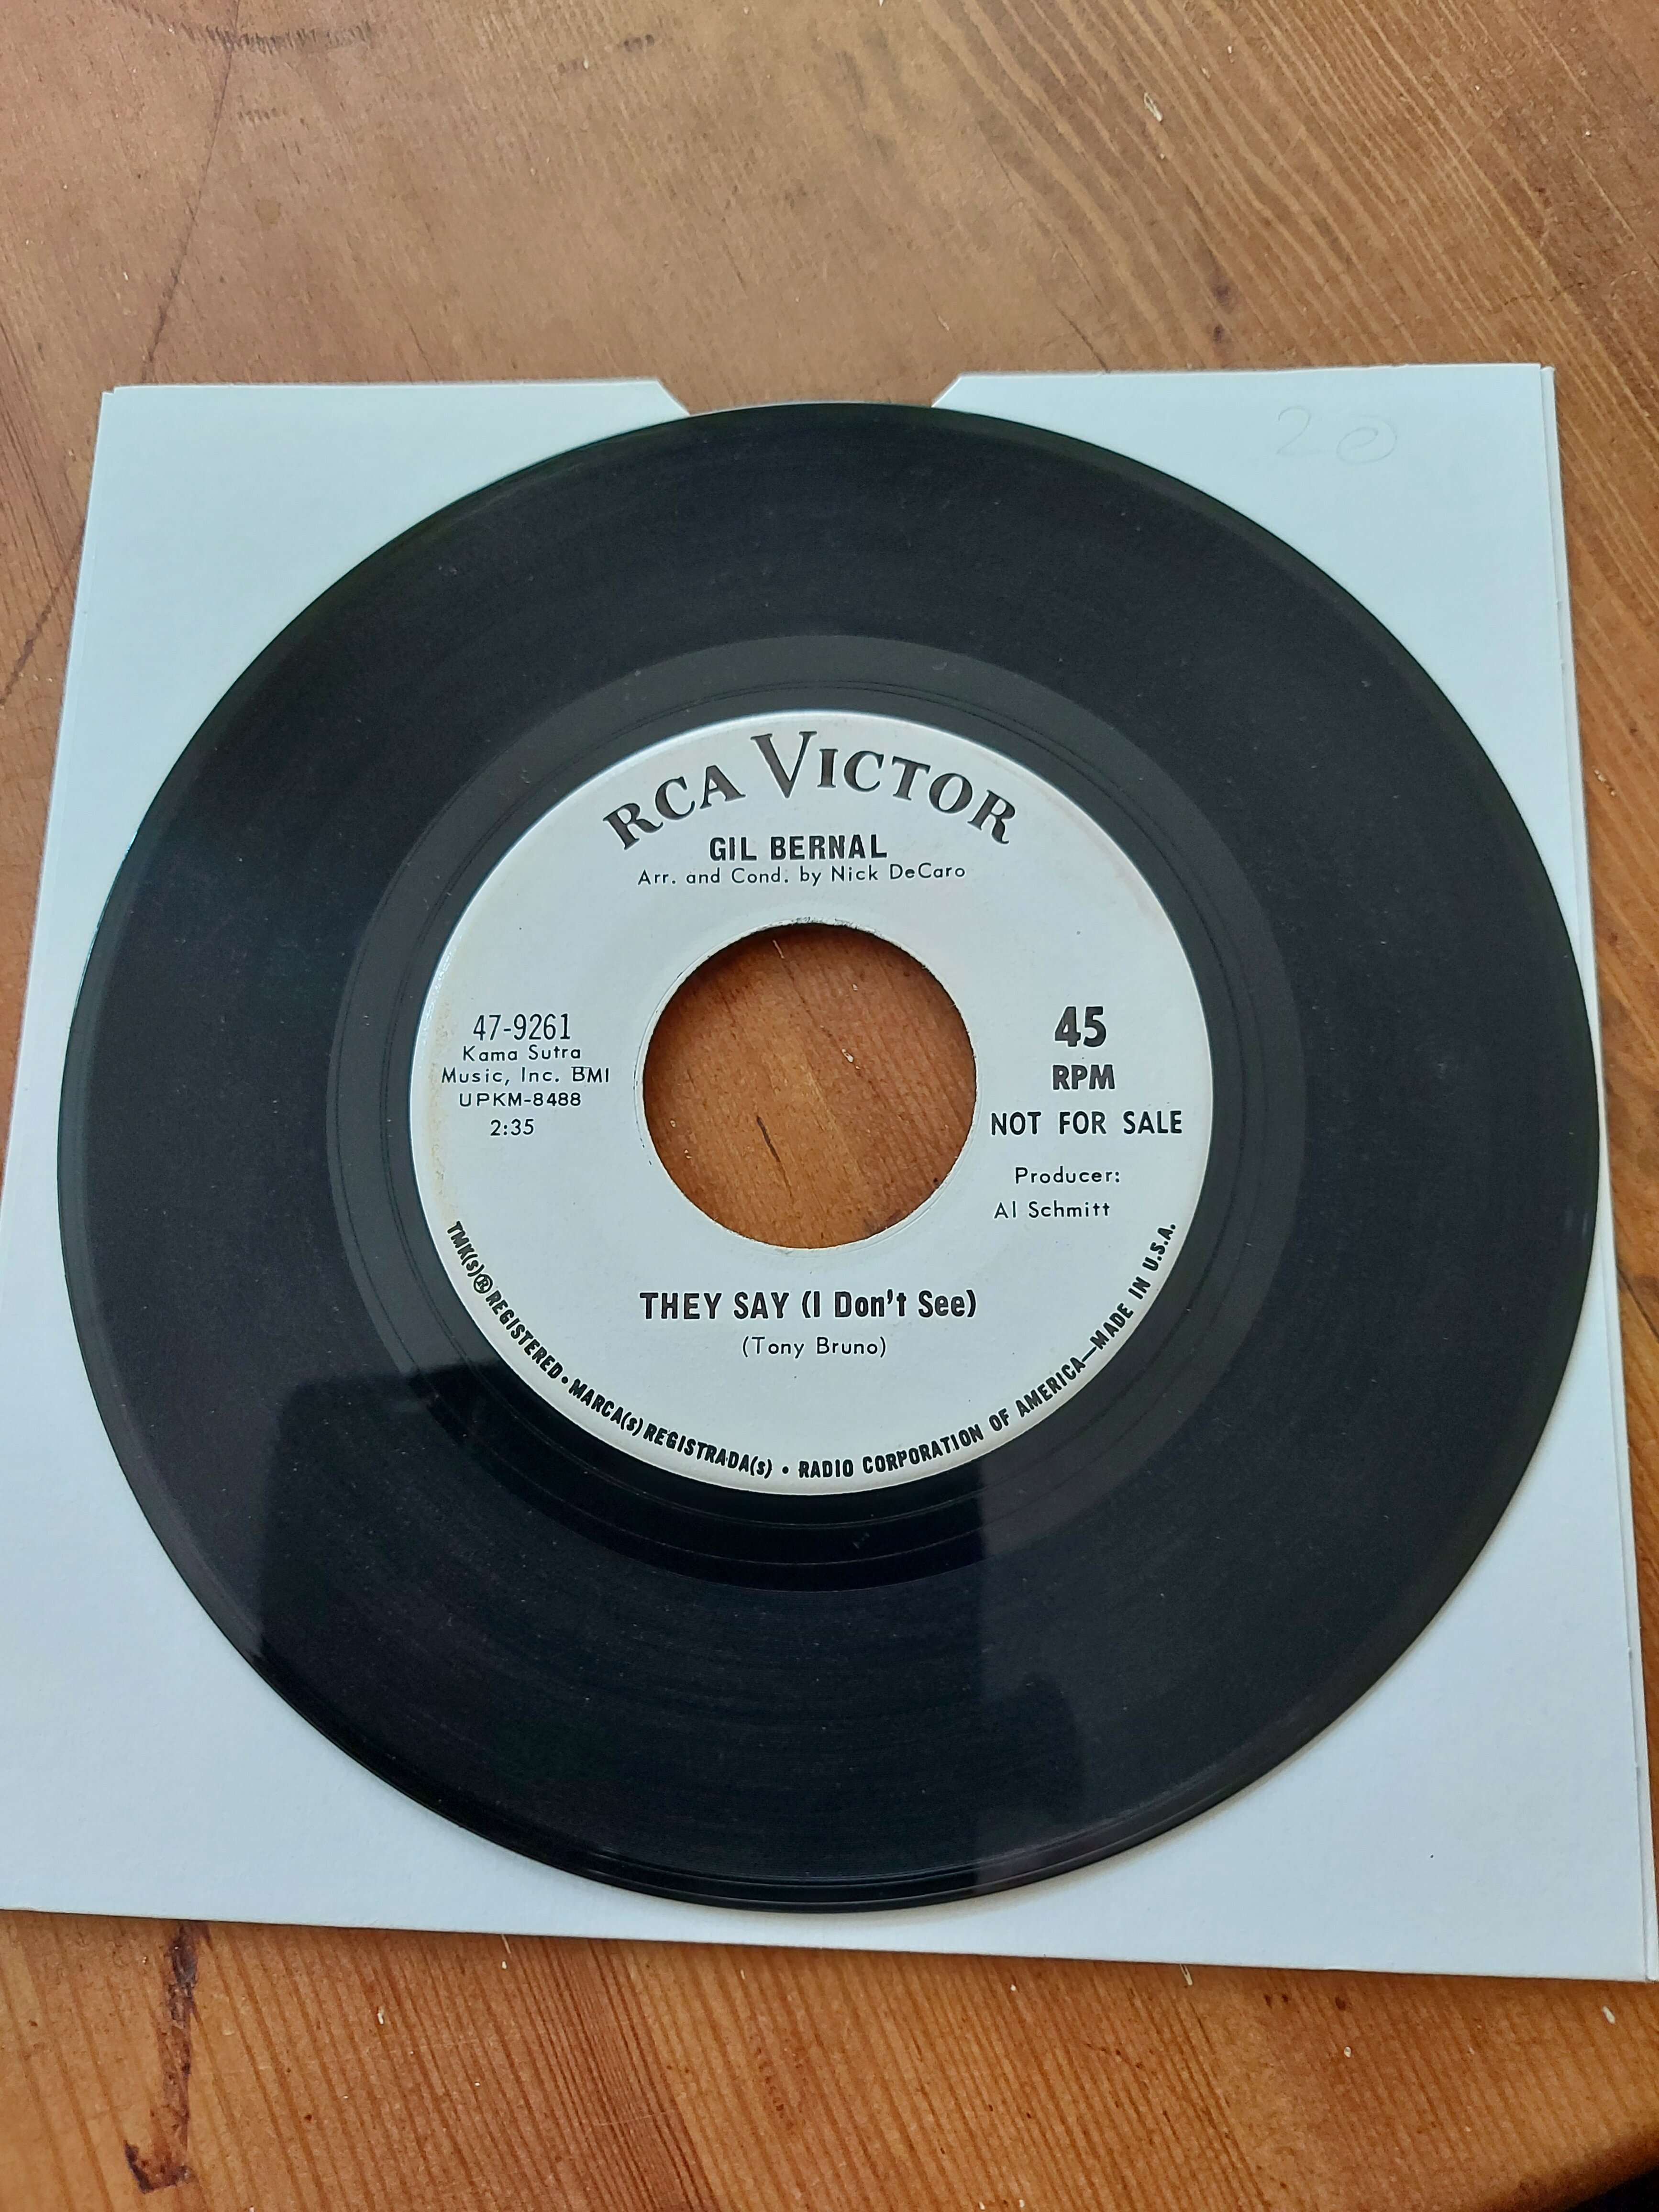 20
RCA VICTOR
GIL BERNAL
Arr. and Cond. by Nick DeCaro
47-9261
Kama Sutra
Music, Inc. BMI
UPKM-8488
2:35
45
RPM
NOT FOR SALE
Producer:
Al Schmitt
THEY SAY (I Don't See)
(Tony Bruno)
TMK(s) ® REGISTERED • MARCA(s) REGISTRADA(s) • RADIO CORPORATION OF AMERICA—MADE IN U.S.A.